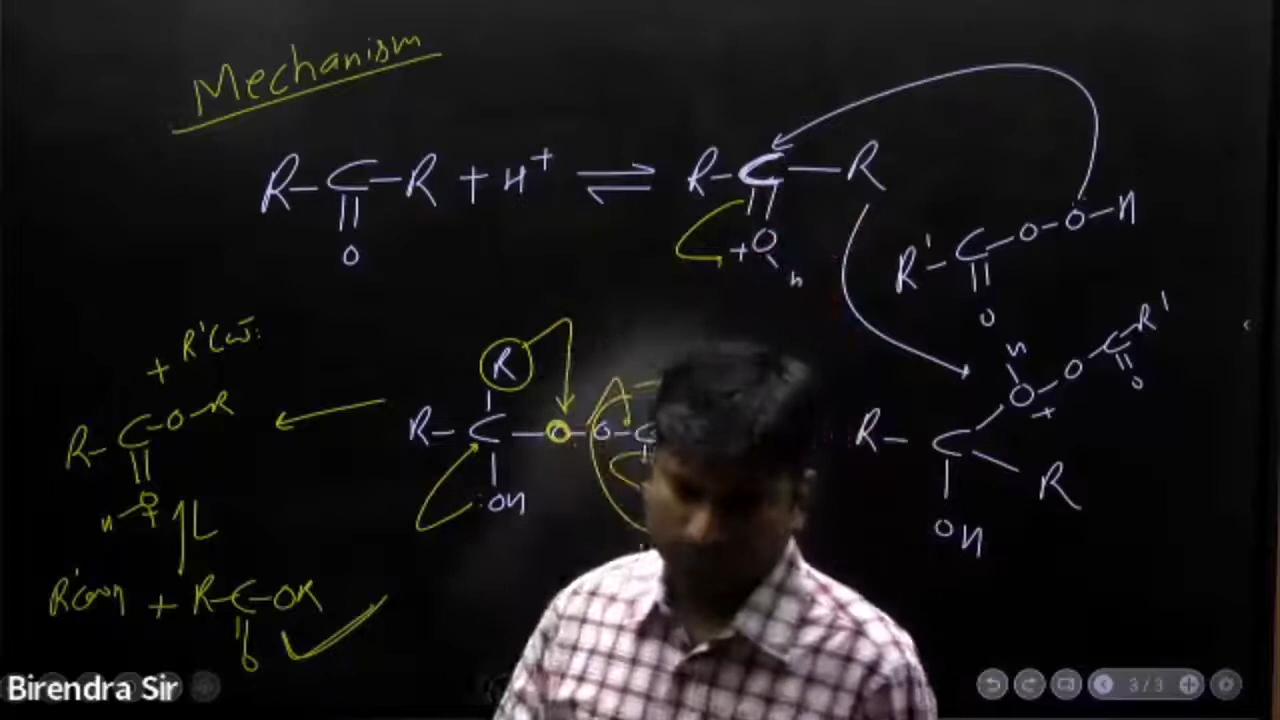 Mechanism
R-C-R + H+ ⇌ R-C-R
||
O
||
+O
H
R'-C-O-O-H
||
O
H
R-C-O-O-C-R'
+
||
O
R
OH
R
R-C-O-O-C
:OH
+ R'COO:
R-C-O-R
||
H-O
+
R'COOH + R-C-OR
||
O
Birendra Sir
3/3